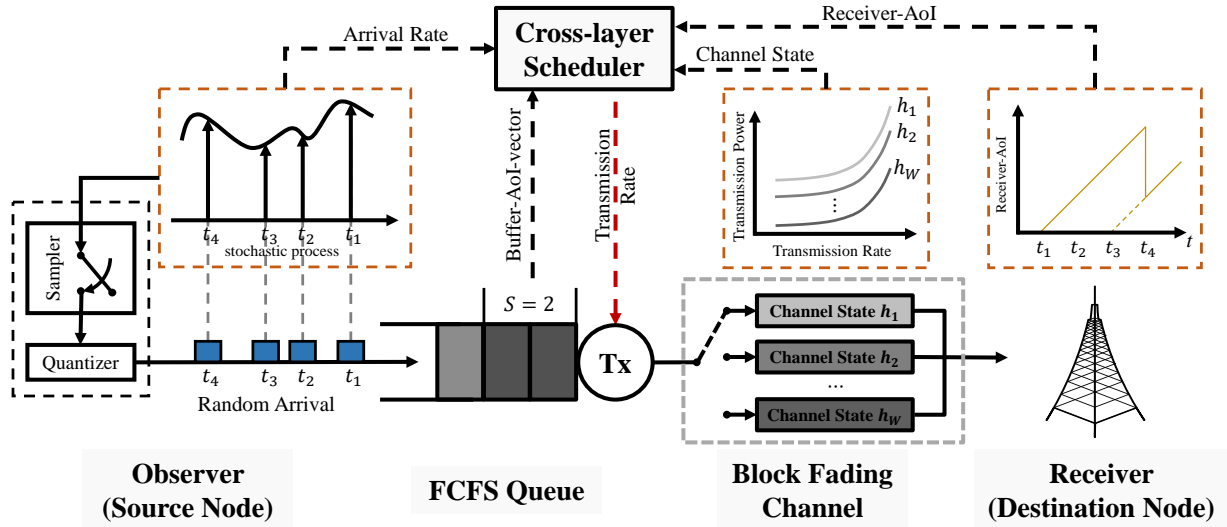 Arrival Rate
Cross-layer
Scheduler
Receiver-AoI
Channel State
Buffer-AoI-vector
Transmission
Rate
t₄ t₃ t₂ t₁
stochastic process
Transmission Power
h₁
h₂
h_W
⋮
Transmission Rate
Receiver-AoI
t₁ t₂ t₃ t₄ t
Sampler
Quantizer
t₄ t₃ t₂ t₁
Random Arrival
S = 2
Tx
Channel State h₁
Channel State h₂
...
Channel State h_W
Observer
(Source Node)
FCFS Queue
Block Fading
Channel
Receiver
(Destination Node)